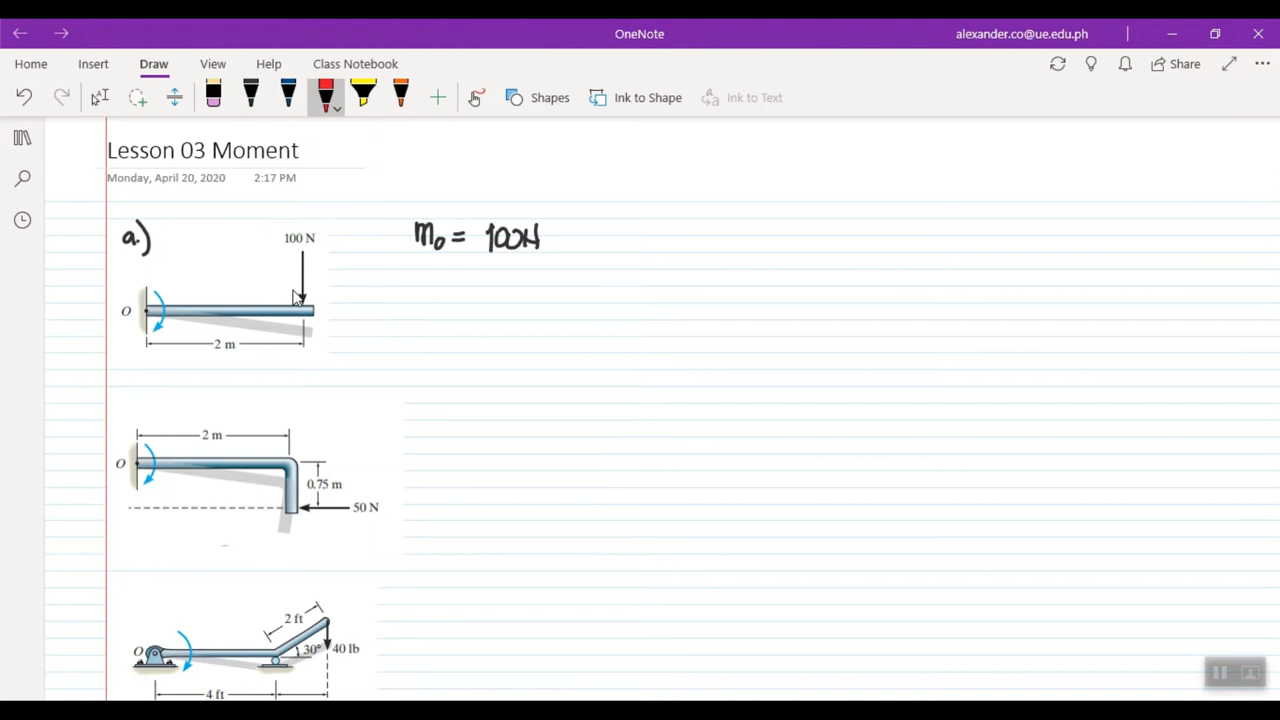 OneNote
alexander.co@ue.edu.ph
Home Insert Draw View Help Class Notebook
Share
Shapes Ink to Shape Ink to Text
Lesson 03 Moment
Monday, April 20, 2020 2:17 PM
a.)
100 N
mo = 100N
O
2 m
2 m
O
0.75 m
50 N
2 ft
O
30°
40 lb
4 ft